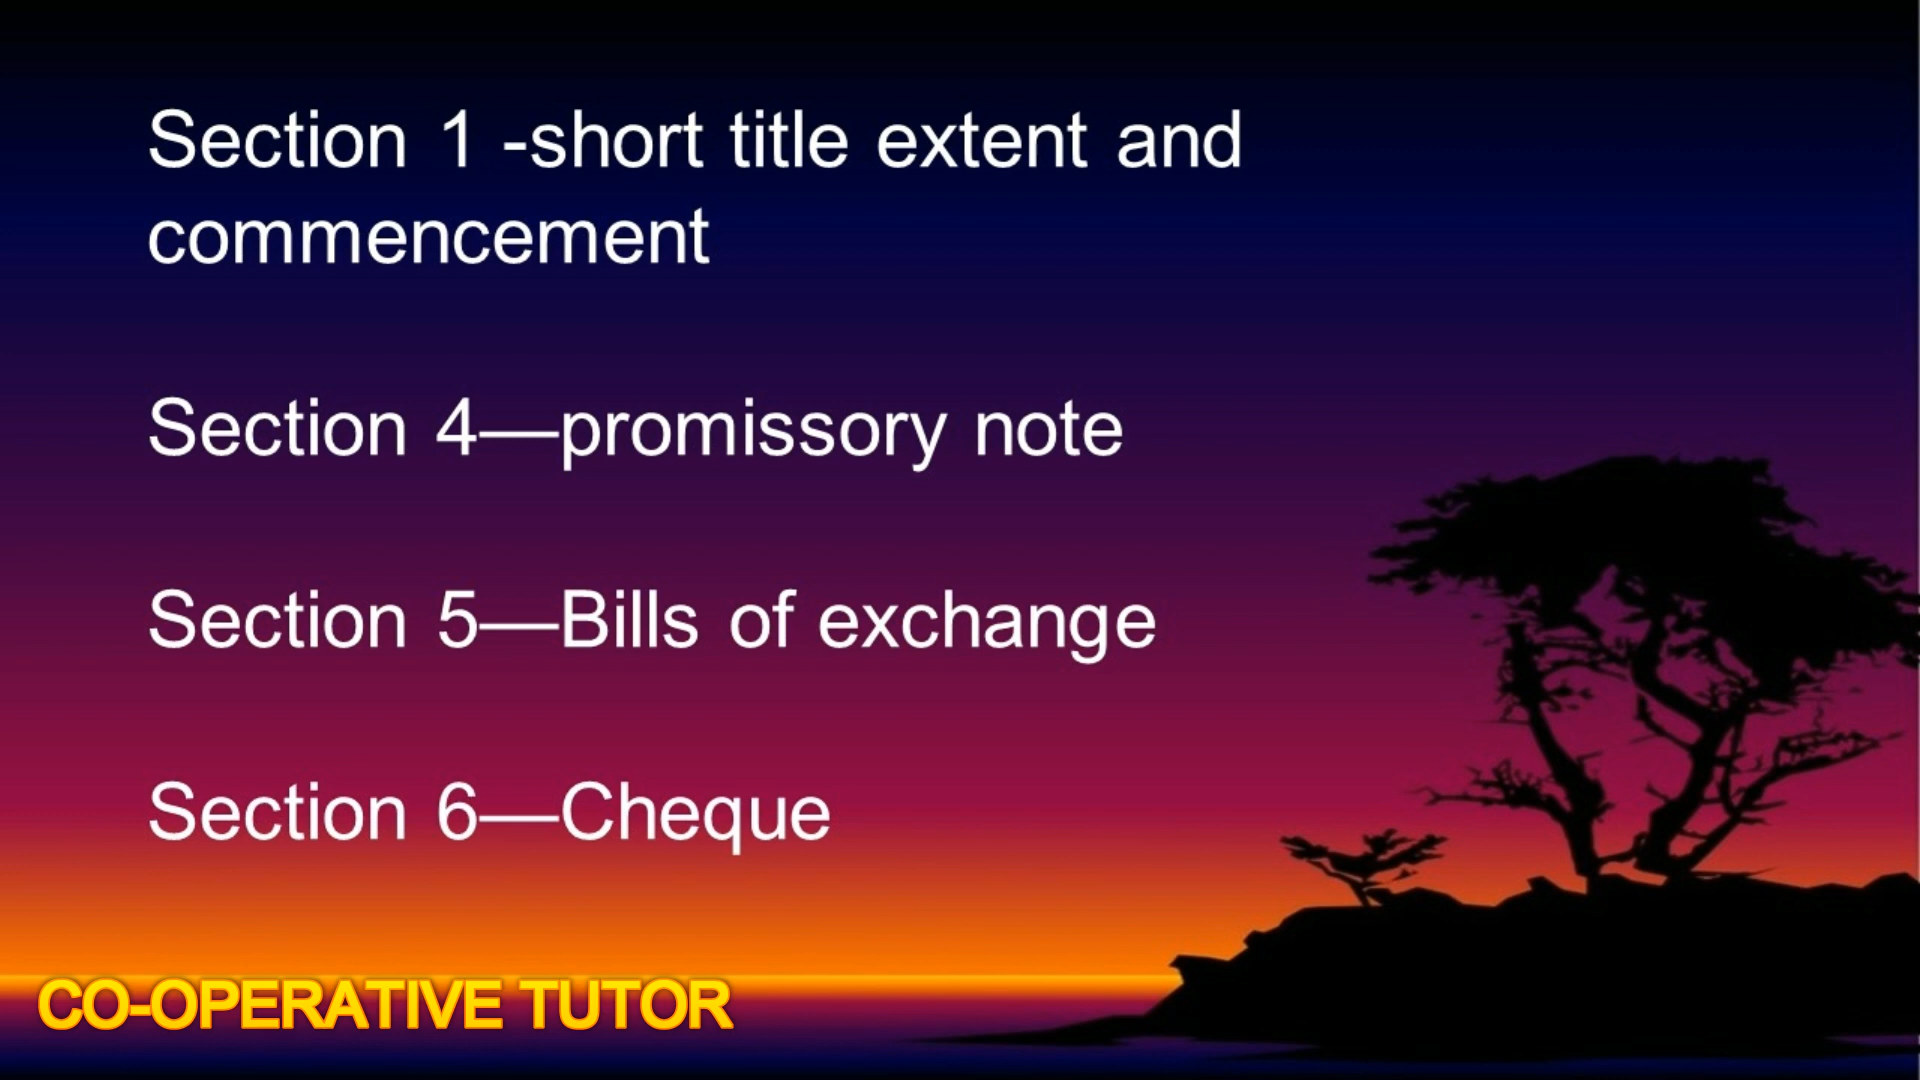 Section 1 -short title extent and
commencement
Section 4—promissory note
Section 5—Bills of exchange
Section 6—Cheque
CO-OPERATIVE TUTOR